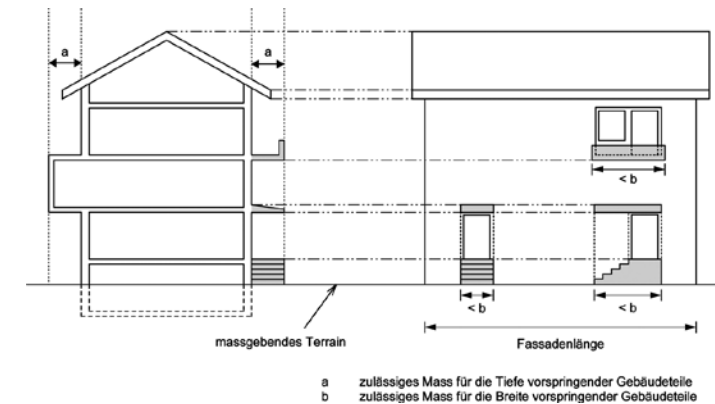 a
a
< b
< b
< b
massgebendes Terrain
Fassadenlänge
a zulässiges Mass für die Tiefe vorspringender Gebäudeteile
b zulässiges Mass für die Breite vorspringender Gebäudeteile